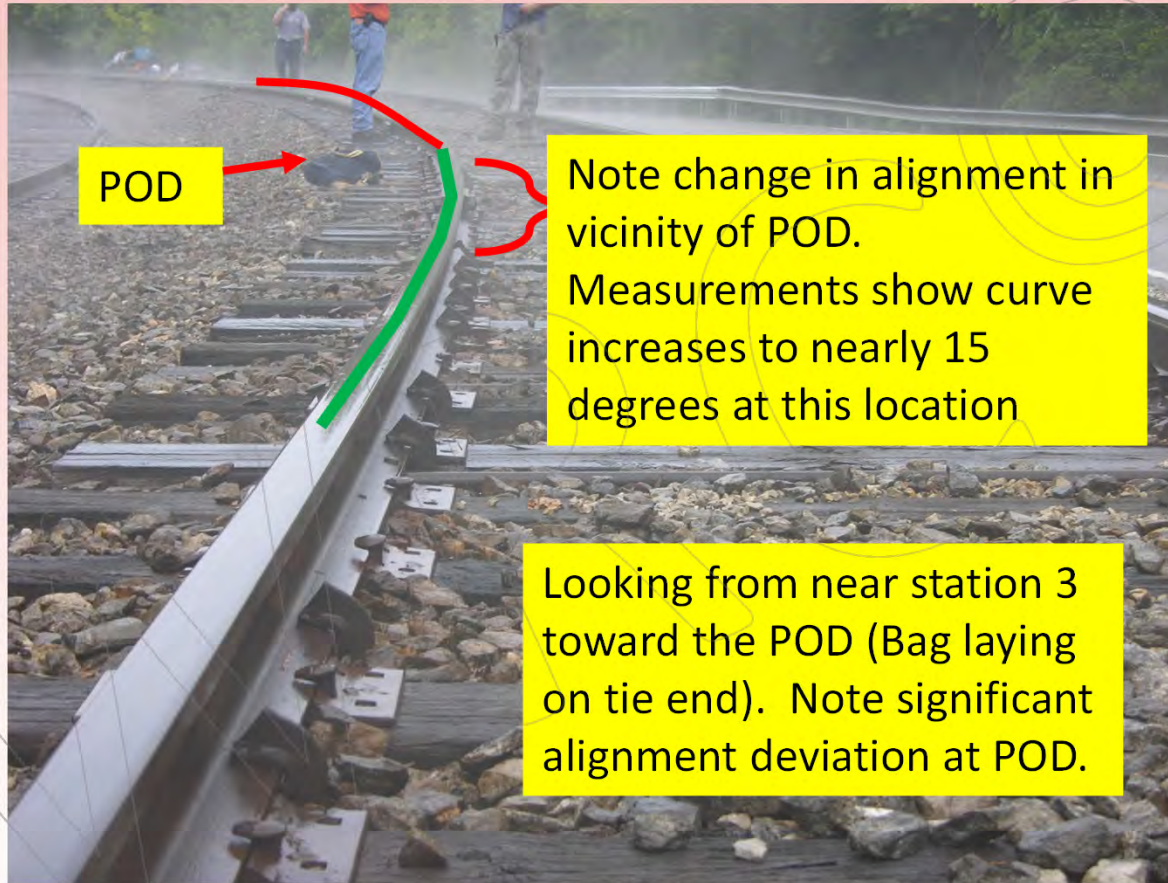 POD
Note change in alignment in
vicinity of POD.
Measurements show curve
increases to nearly 15
degrees at this location
Looking from near station 3
toward the POD (Bag laying
on tie end).  Note significant
alignment deviation at POD.